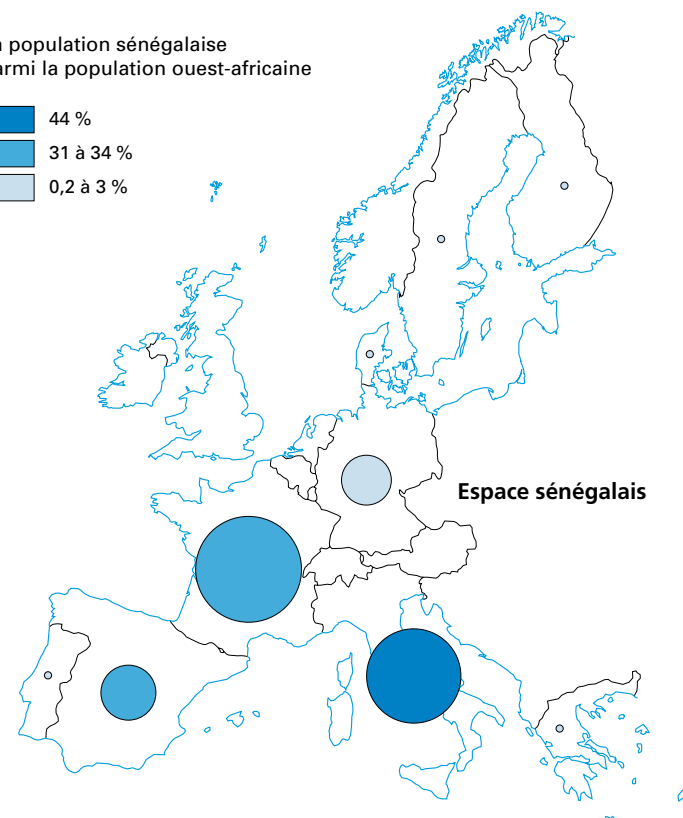 a population sénégalaise
armi la population ouest-africaine
44 %
31 à 34 %
0,2 à 3 %
Espace sénégalais